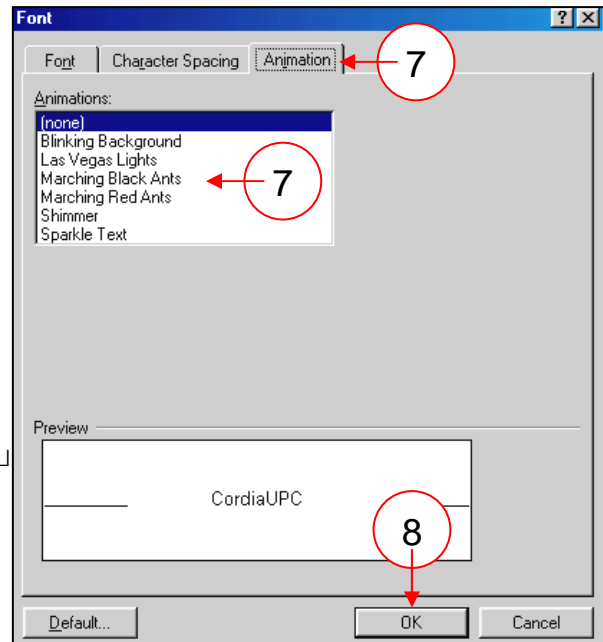 Font
Font Character Spacing Animation 7
Animations:
(none)
Blinking Background
Las Vegas Lights
Marching Black Ants 7
Marching Red Ants
Shimmer
Sparkle Text
Preview
CordiaUPC
8
Default... OK Cancel